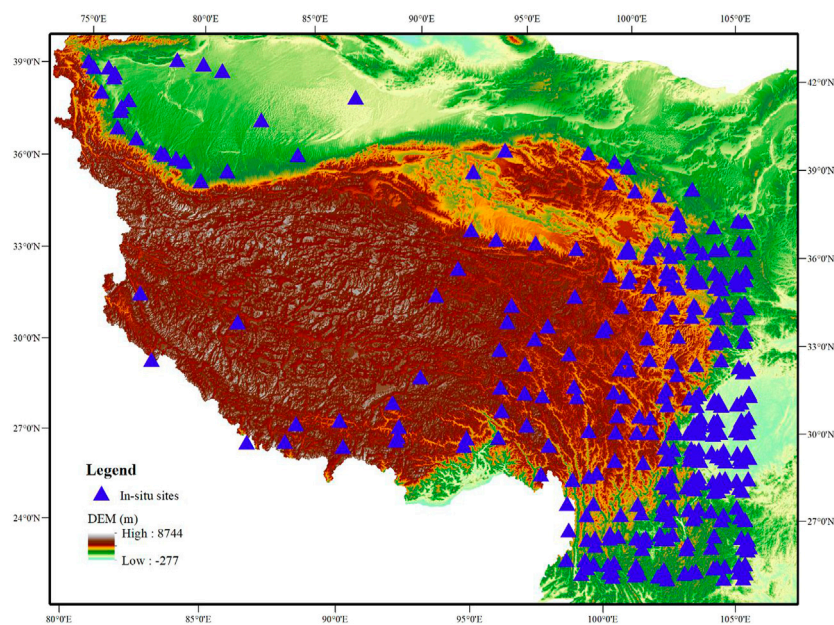 75°0'E 80°0'E 90°0'E 95°0'E 100°0'E 105°0'E
39°0'N
42°0'N
36°0'N
39°0'N
33°0'N
36°0'N
30°0'N
33°0'N
27°0'N
30°0'N
Legend
In-situ sites
DEM (m)
High : 8744
Low : -277
24°0'N
27°0'N
80°0'E 85°0'E 90°0'E 95°0'E 100°0'E 105°0'E